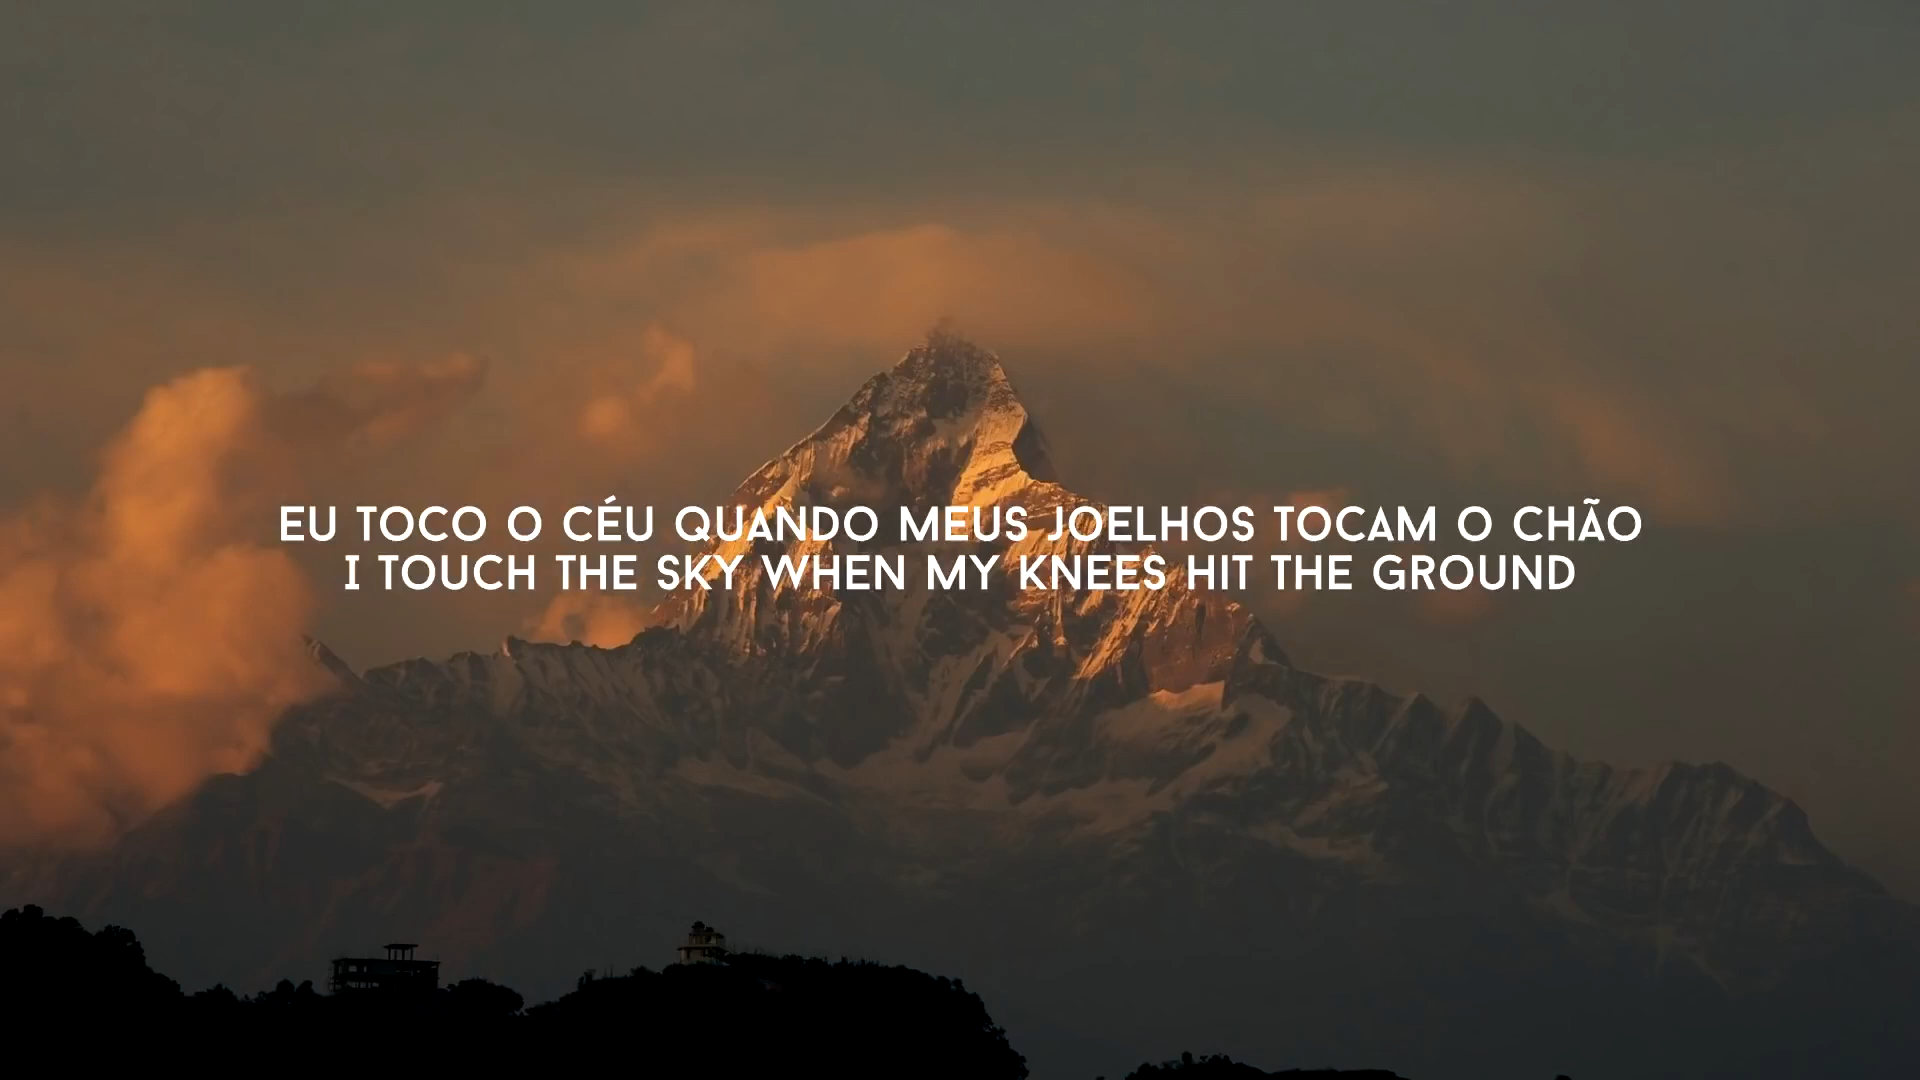 EU TOCO O CÉU QUANDO MEUS JOELHOS TOCAM O CHÃO
I TOUCH THE SKY WHEN MY KNEES HIT THE GROUND